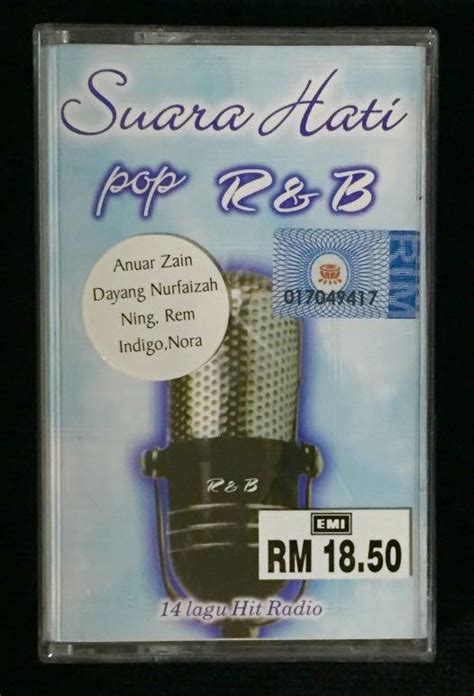 Suara Hati
pop R&B
Anuar Zain
Dayang Nurfaizah
Ning, Rem
Indigo,Nora
017049417
RIM
R&B
EMI
RM 18.50
14 lagu Hit Radio